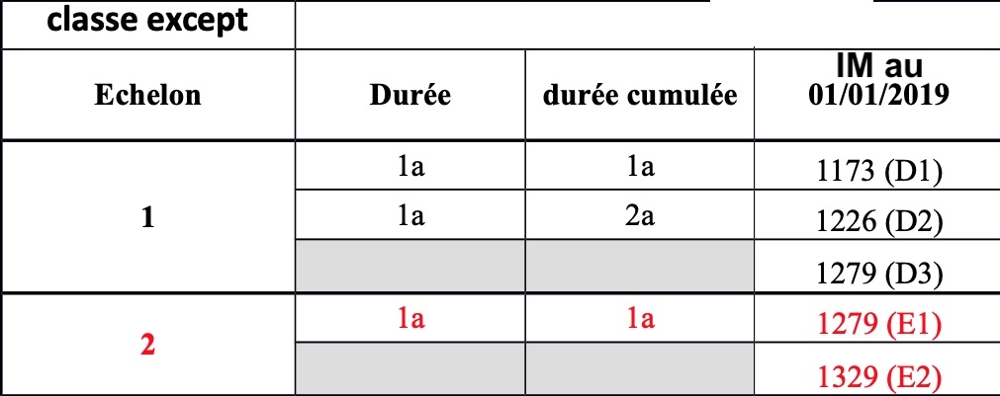 classe except
Echelon Durée durée cumulée IM au
01/01/2019
1a 1a 1173 (D1)
1 1a 2a 1226 (D2)
1279 (D3)
1a 1a 1279 (E1)
2
1329 (E2)